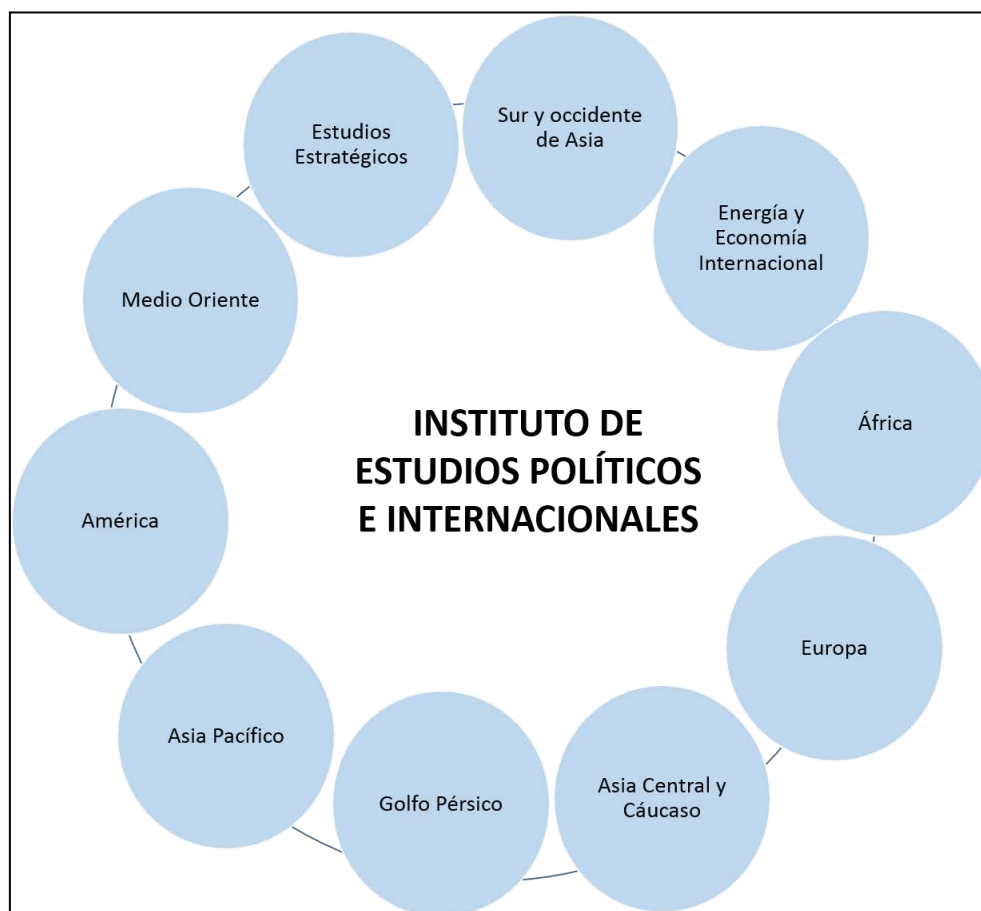 Sur y occidente
de Asia
Estudios
Estratégicos
Energía y
Economía
Internacional
Medio Oriente
África
INSTITUTO DE
ESTUDIOS POLÍTICOS
E INTERNACIONALES
América
Europa
Asia Pacífico
Asia Central y
Cáucaso
Golfo Pérsico